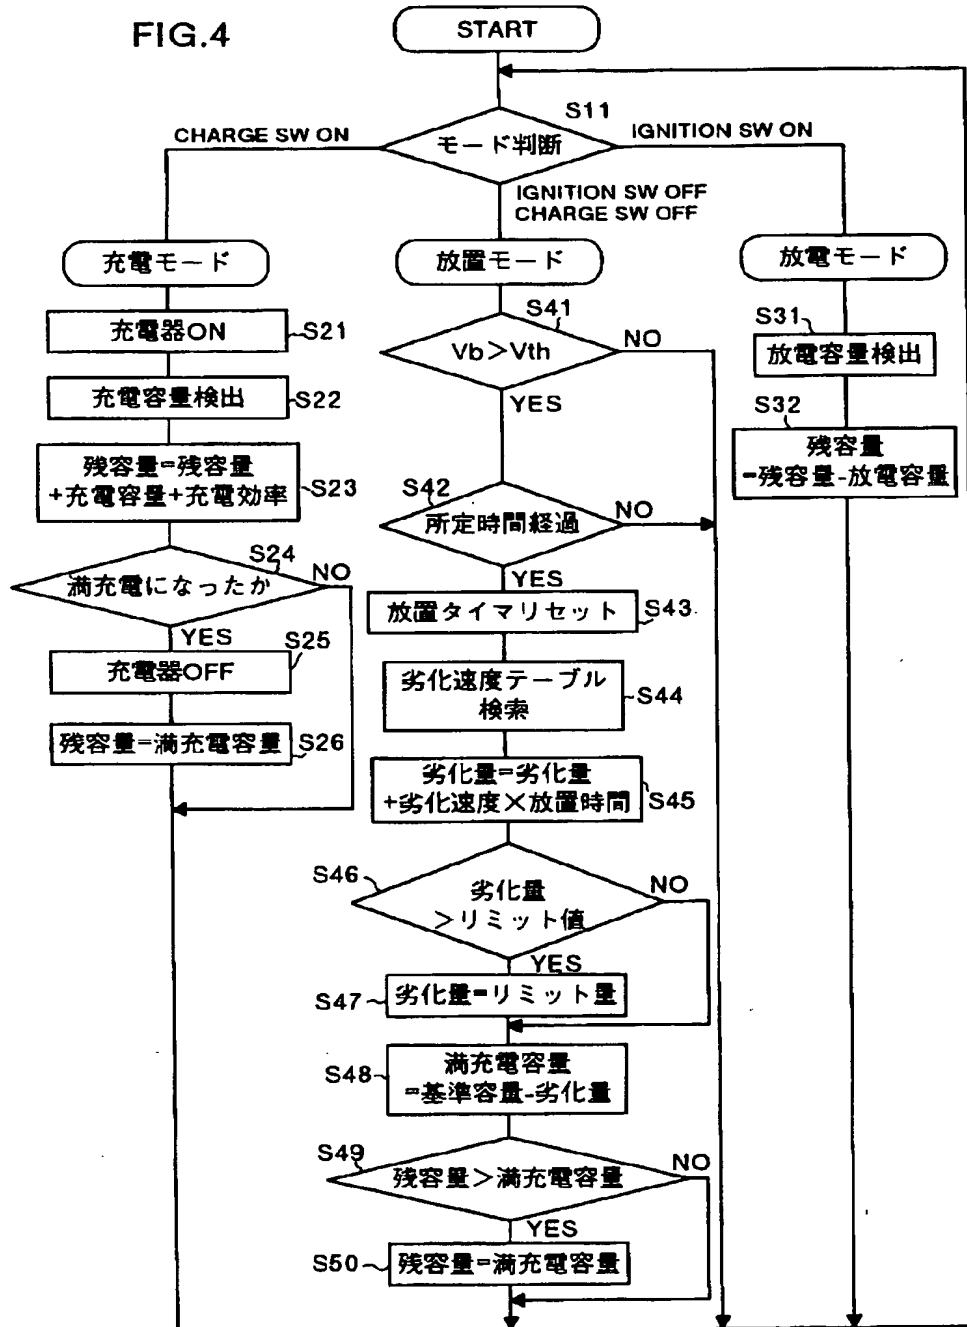 FIG.4
START
S11
モード判断
CHARGE SW ON
IGNITION SW ON
IGNITION SW OFF
CHARGE SW OFF
充電モード
充電器ON
S21
充電容量検出
S22
残容量=残容量
+充電容量+充電効率
S23
S24
満充電になったか
NO
YES
S25
充電器OFF
残容量=満充電容量
S26
放置モード
S41
Vb>Vth
NO
YES
S42
所定時間経過
NO
YES
放置タイマリセット
S43
劣化速度テーブル
検索
S44
劣化量=劣化量
+劣化速度×放置時間
S45
S46
劣化量
>リミット値
NO
YES
S47
劣化量=リミット量
S48
満充電容量
=基準容量-劣化量
S49
残容量>満充電容量
NO
YES
S50
残容量=満充電容量
放電モード
S31
放電容量検出
S32
残容量
=残容量-放電容量